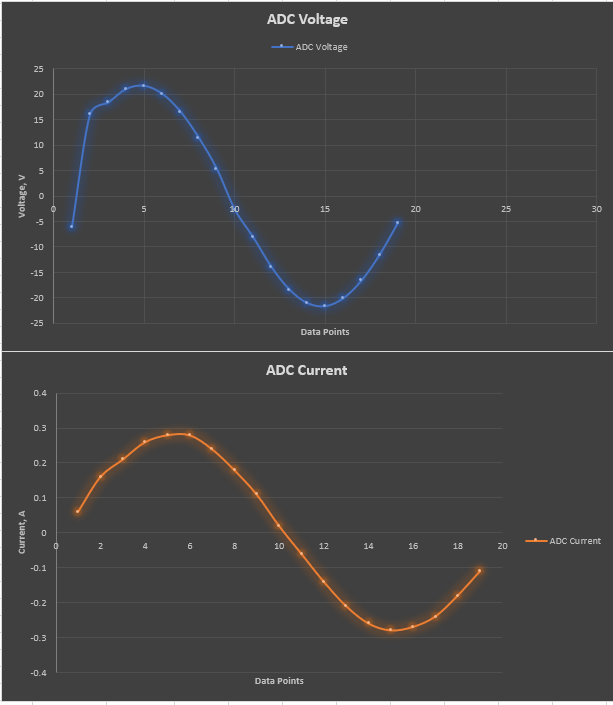 ADC Voltage
ADC Voltage
25
20
15
10
5
0
-5
-10
-15
-20
-25
0 5 10 15 20 25 30
Voltage, V
Data Points
ADC Current
0.4
0.3
0.2
0.1
0
-0.1
-0.2
-0.3
-0.4
0 2 4 6 8 10 12 14 16 18 20
Current, A
ADC Current
Data Points